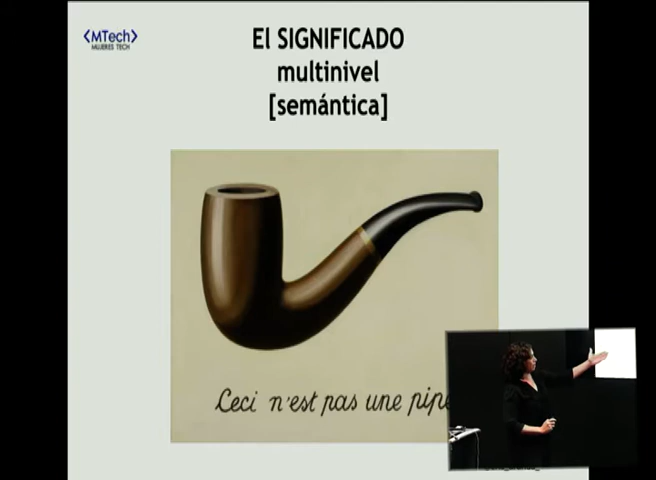 <MTech>
MUJERES TECH
El SIGNIFICADO
multinivel
[semántica]
Ceci n'est pas une pipe